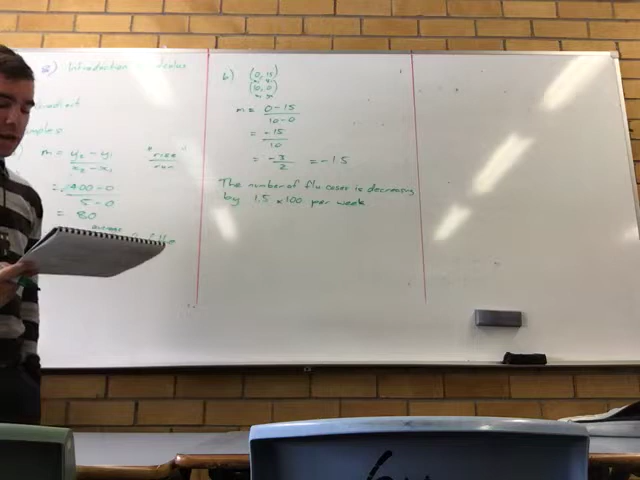 Introduction
m = y₂ - y₁
x₂ - x₁
"rise"
run
= 400 - 0
5 - 0
= 80
b)
(0, 15)
(10, 0)
m = 0 - 15
10 - 0
= -15
10
= -3
2
= -1.5
The number of flu cases is decreasing
by 1.5 x 100 per week